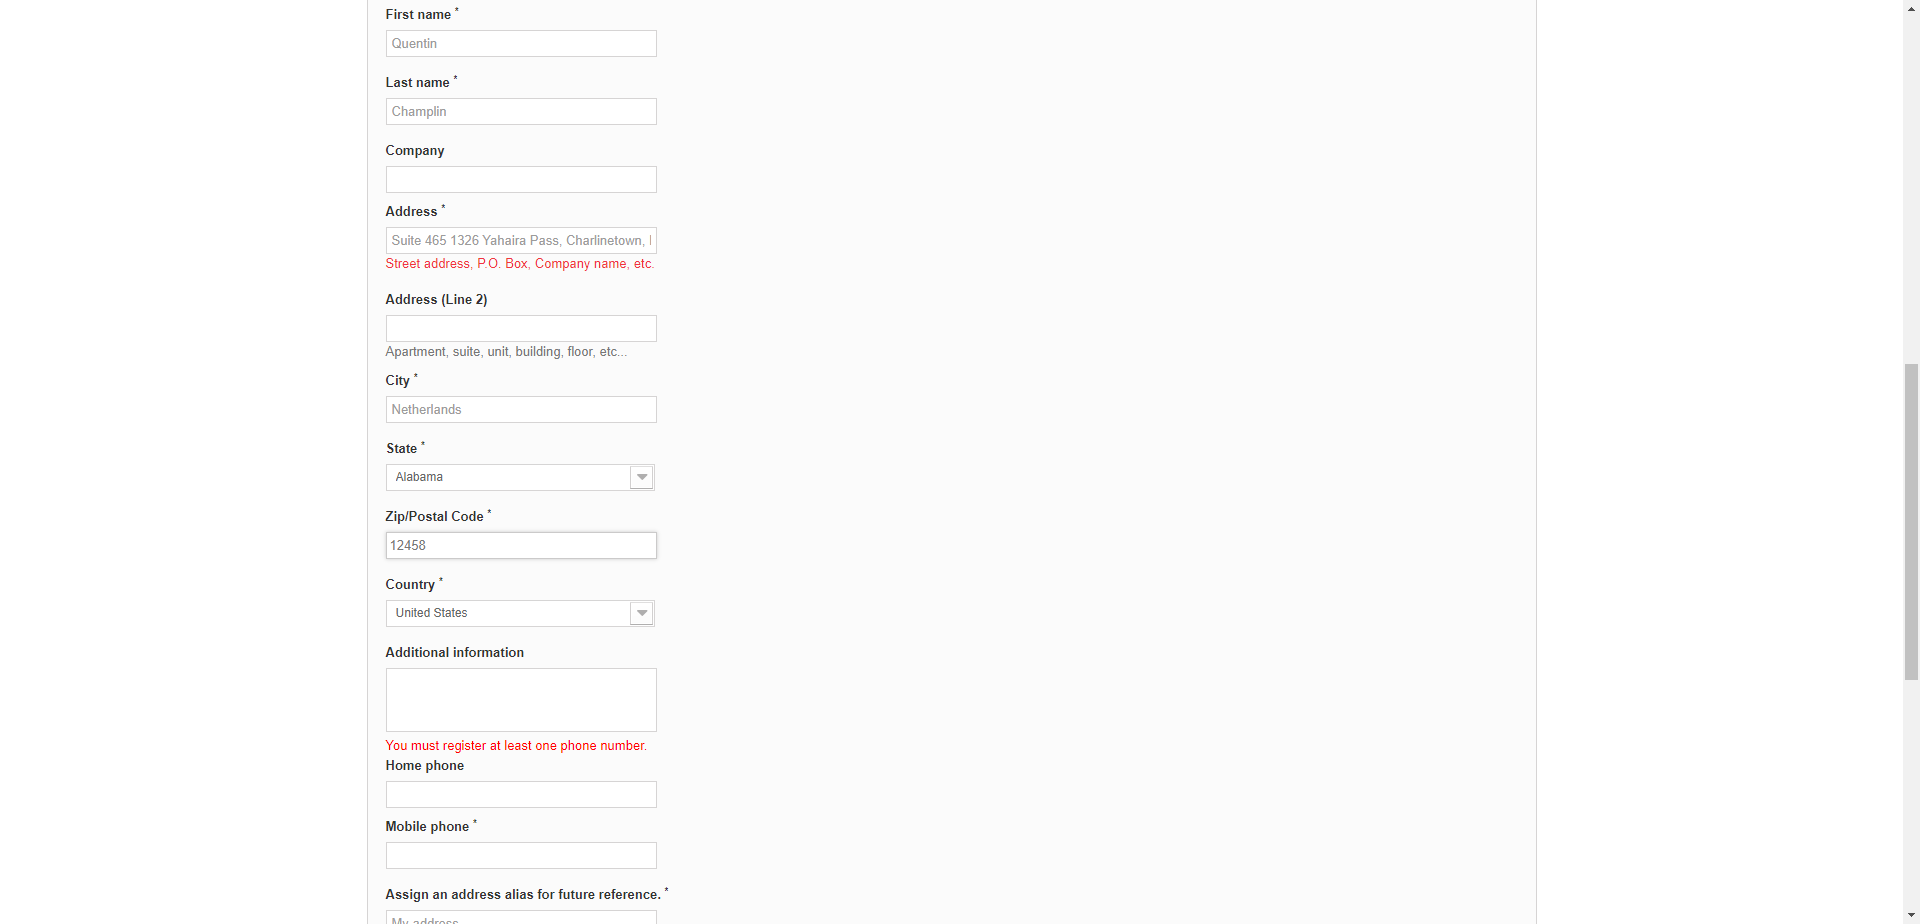 First name *
Quentin
Last name *
Champlin
Company
Address *
Suite 465 1326 Yahaira Pass, Charlinetown,
Street address, P.O. Box, Company name, etc.
Address (Line 2)
Apartment, suite, unit, building, floor, etc...
City *
Netherlands
State *
Alabama
Zip/Postal Code *
12458
Country *
United States
Additional information
You must register at least one phone number.
Home phone
Mobile phone *
Assign an address alias for future reference. *
My address